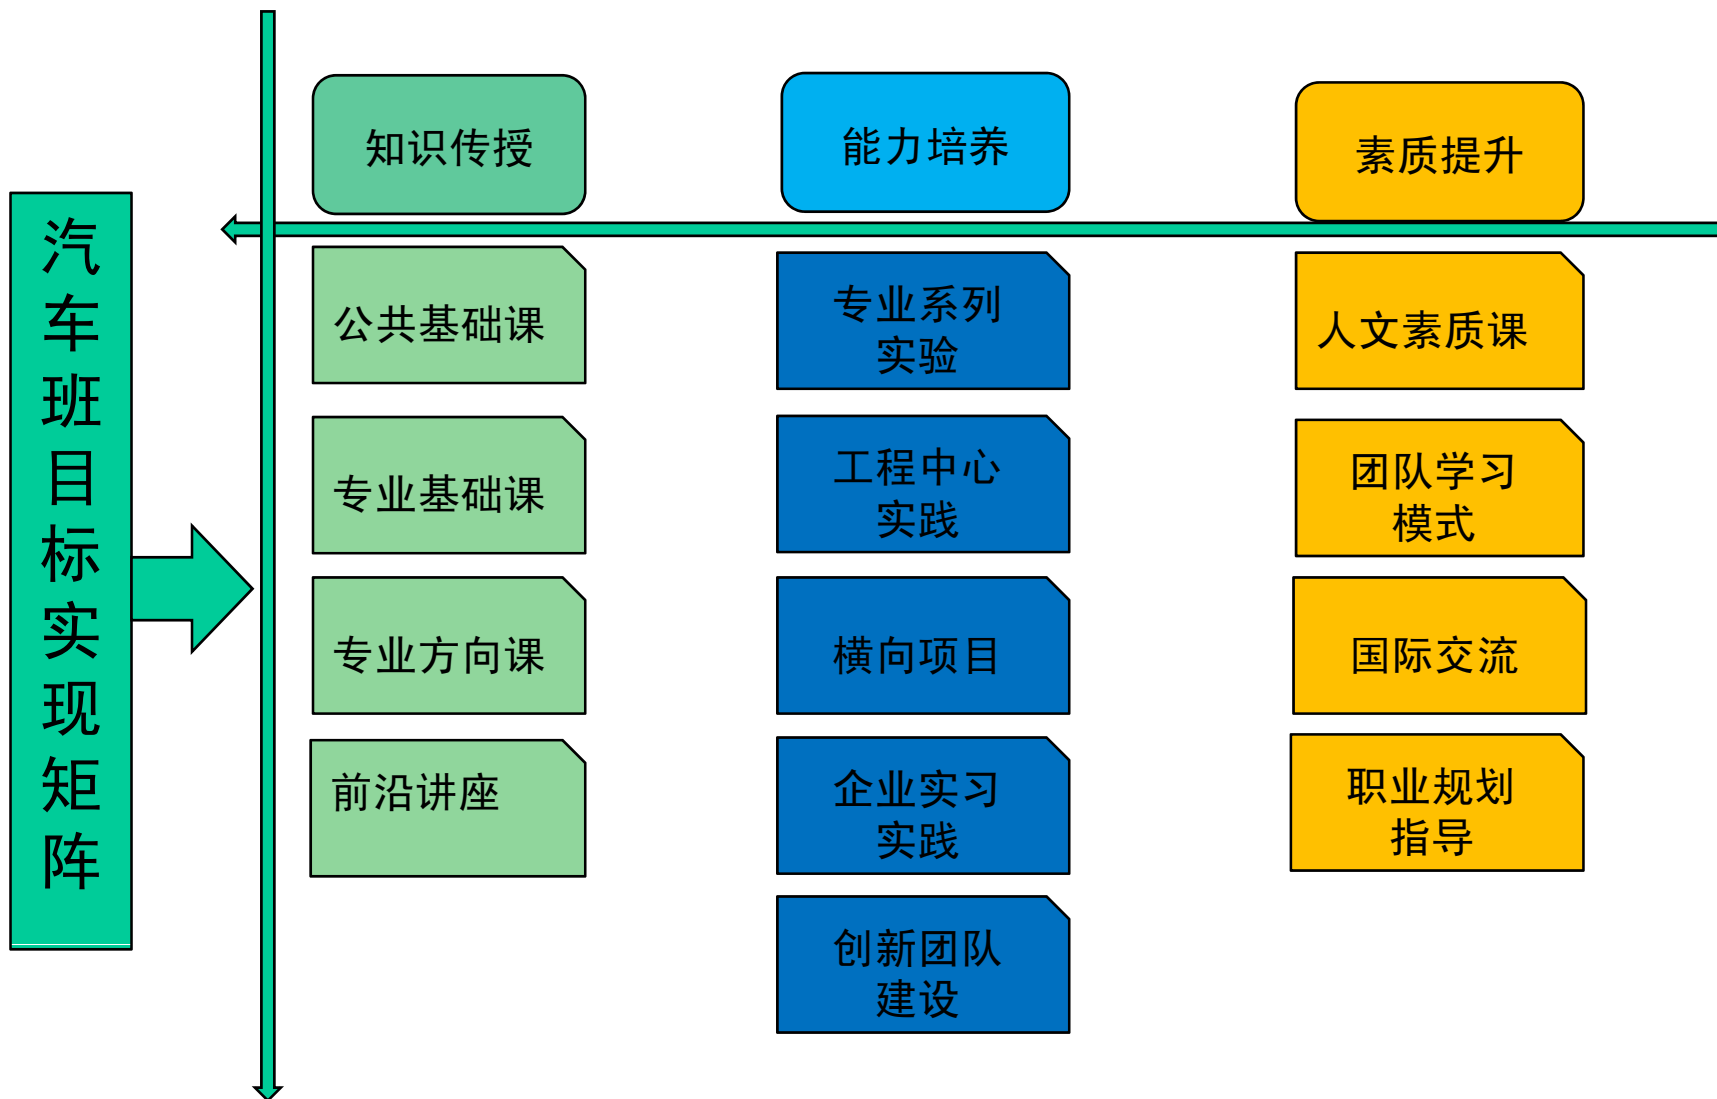 汽车班目标实现矩阵
知识传授
能力培养
素质提升
公共基础课
专业基础课
专业方向课
前沿讲座
专业系列
实验
工程中心
实践
横向项目
企业实习
实践
创新团队
建设
人文素质课
团队学习
模式
国际交流
职业规划
指导